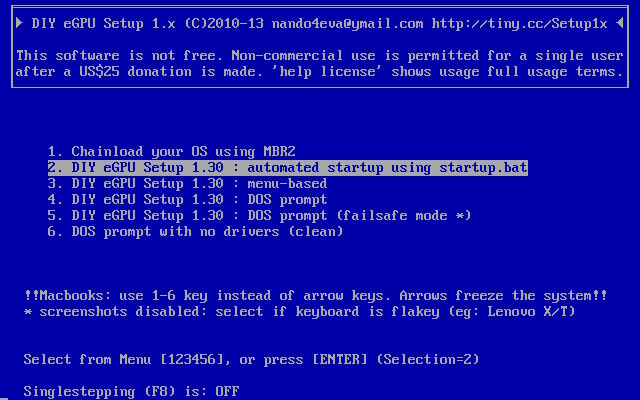 ► DIY eGPU Setup 1.x (C)2010-13 nando4eva@ymail.com http://tiny.cc/Setup1x ◄
This software is not free. Non-commercial use is permitted for a single user
after a US$25 donation is made. 'help license' shows usage full usage terms.
1. Chainload your OS using MBR2
2. DIY eGPU Setup 1.30 : automated startup using startup.bat
3. DIY eGPU Setup 1.30 : menu-based
4. DIY eGPU Setup 1.30 : DOS prompt
5. DIY eGPU Setup 1.30 : DOS prompt (failsafe mode *)
6. DOS prompt with no drivers (clean)
!!Macbooks: use 1-6 key instead of arrow keys. Arrows freeze the system!!
* screenshots disabled: select if keyboard is flakey (eg: Lenovo X/T)
Select from Menu [123456], or press [ENTER] (Selection=2)
Singlestepping (F8) is: OFF